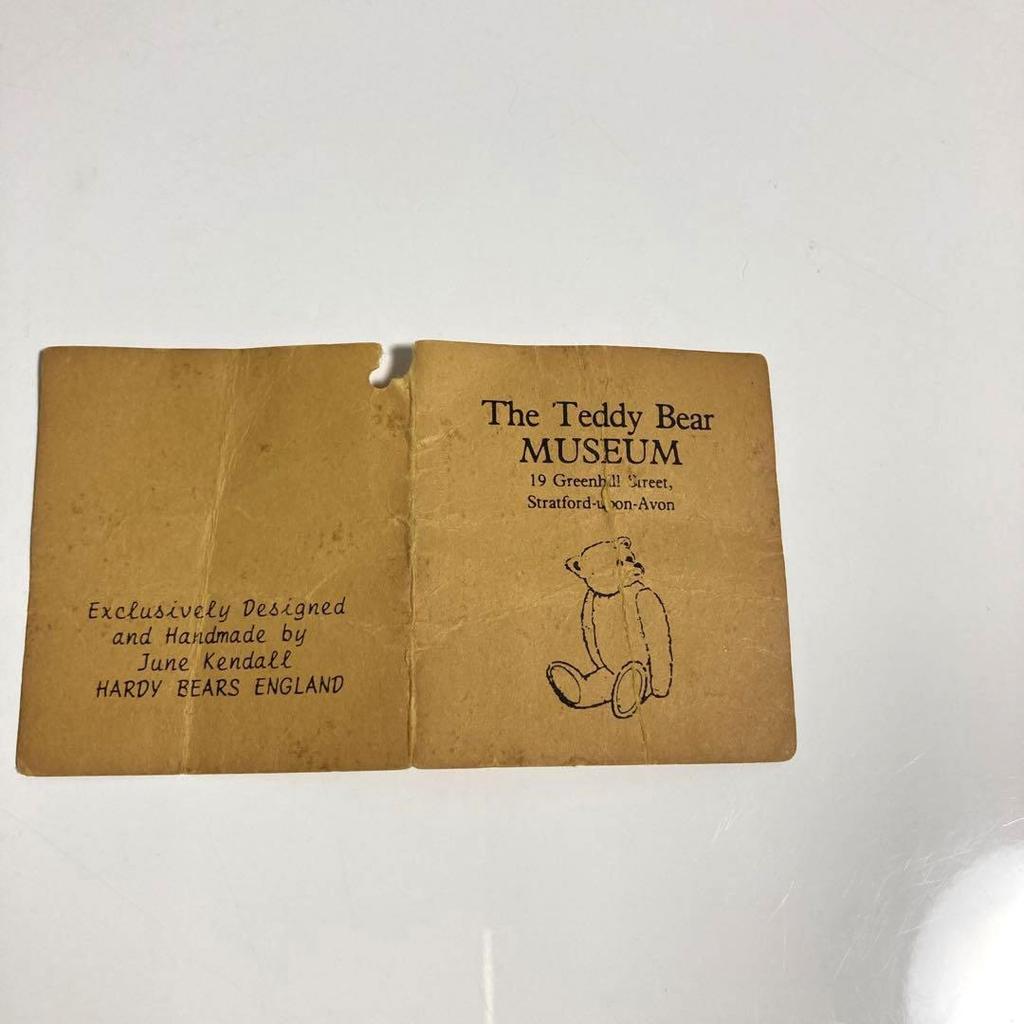 Exclusively Designed
and Handmade by
June Kendall
HARDY BEARS ENGLAND
The Teddy Bear
MUSEUM
19 Greenhill Street,
Stratford-upon-Avon